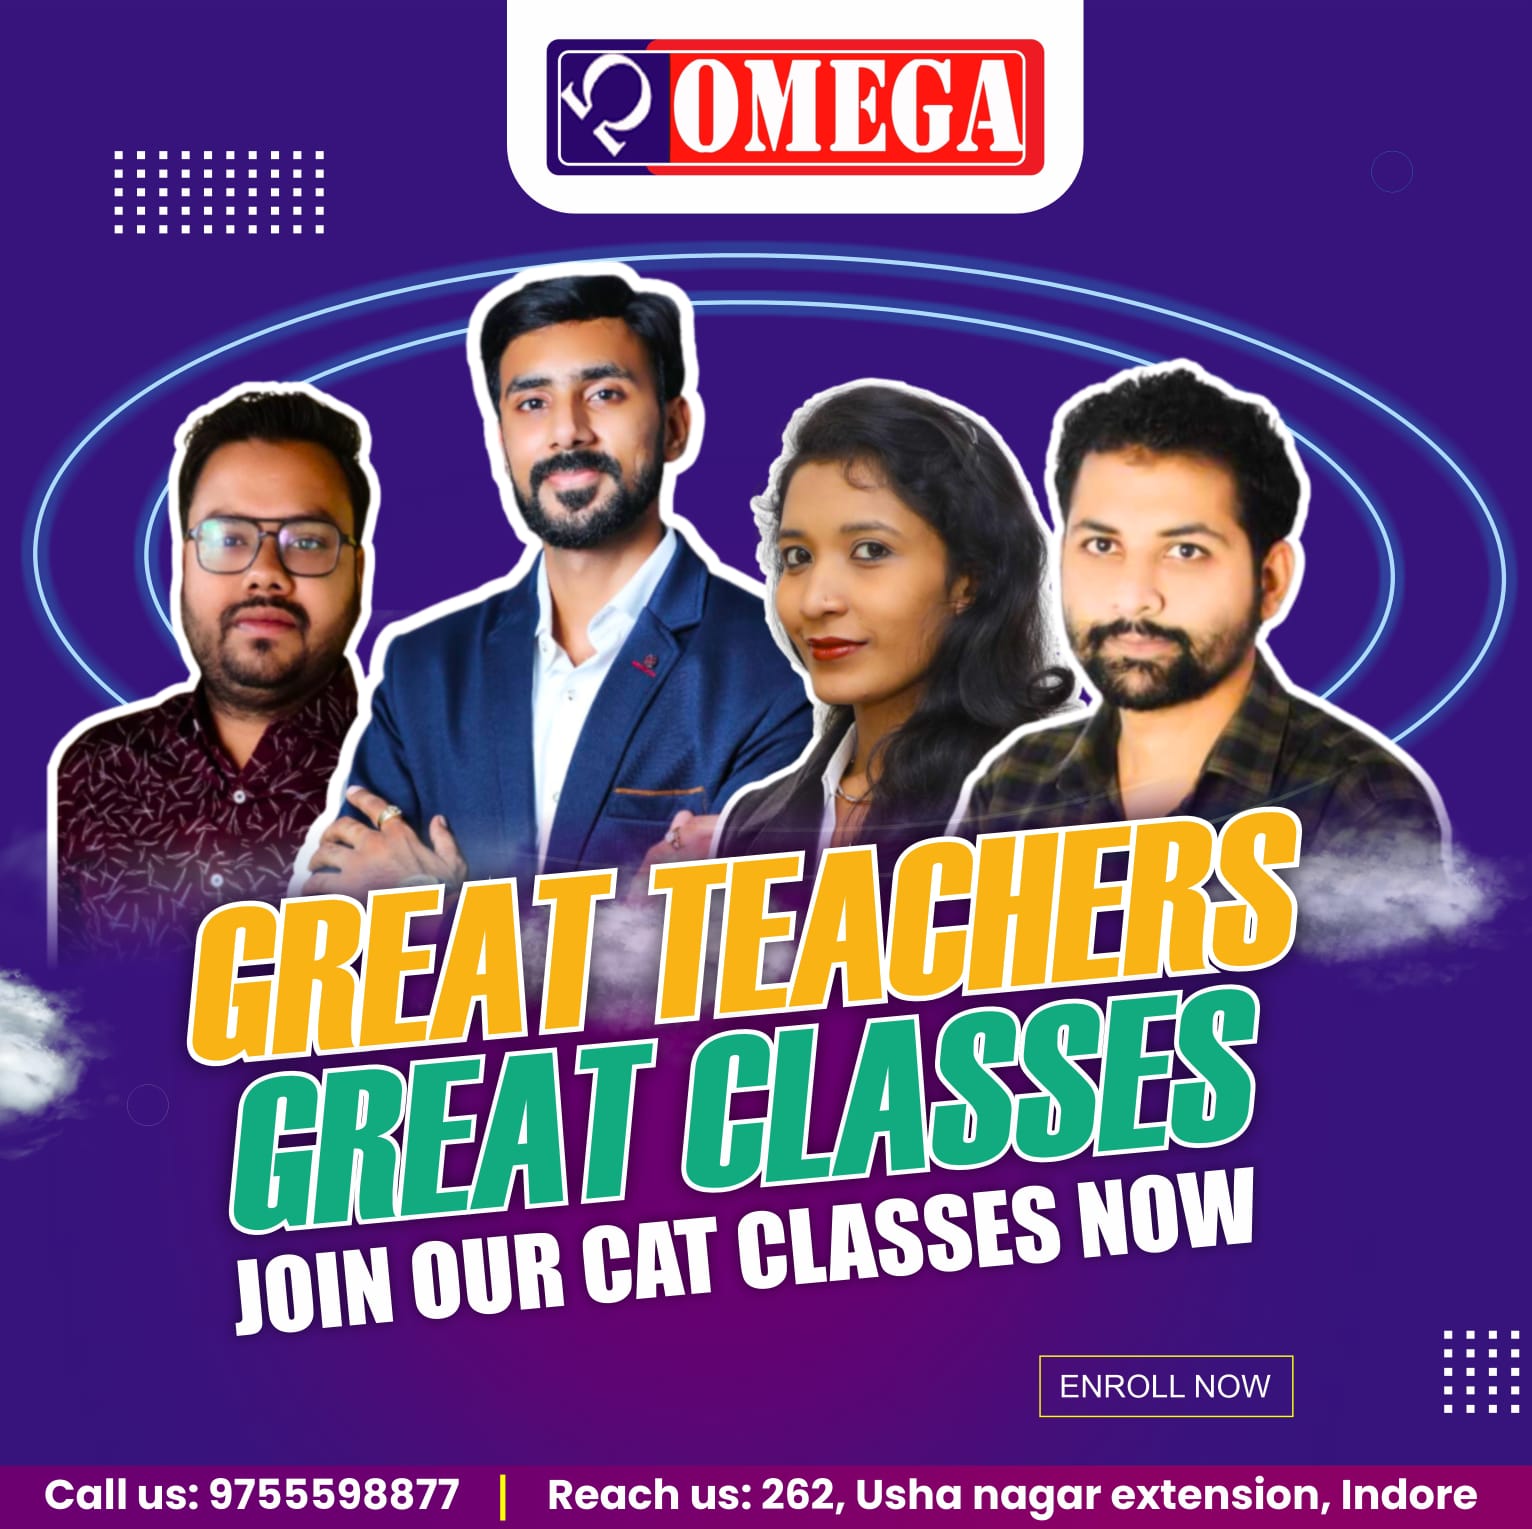 OMEGA
GREAT TEACHERS
GREAT CLASSES
JOIN OUR CAT CLASSES NOW
ENROLL NOW
Call us: 9755598877 | Reach us: 262, Usha nagar extension, Indore